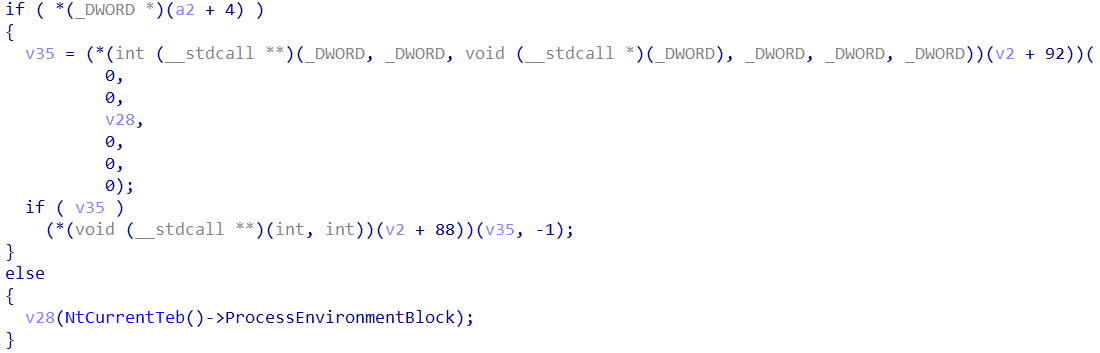 if ( *(_DWORD *)(a2 + 4) )
{
  v35 = (*(int (__stdcall **)(_DWORD, _DWORD, void (__stdcall *)(_DWORD), _DWORD, _DWORD, _DWORD))(v2 + 92))(
          0,
          0,
          v28,
          0,
          0,
          0);
  if ( v35 )
    (*(void (__stdcall **)(int, int))(v2 + 88))(v35, -1);
}
else
{
  v28(NtCurrentTeb()->ProcessEnvironmentBlock);
}